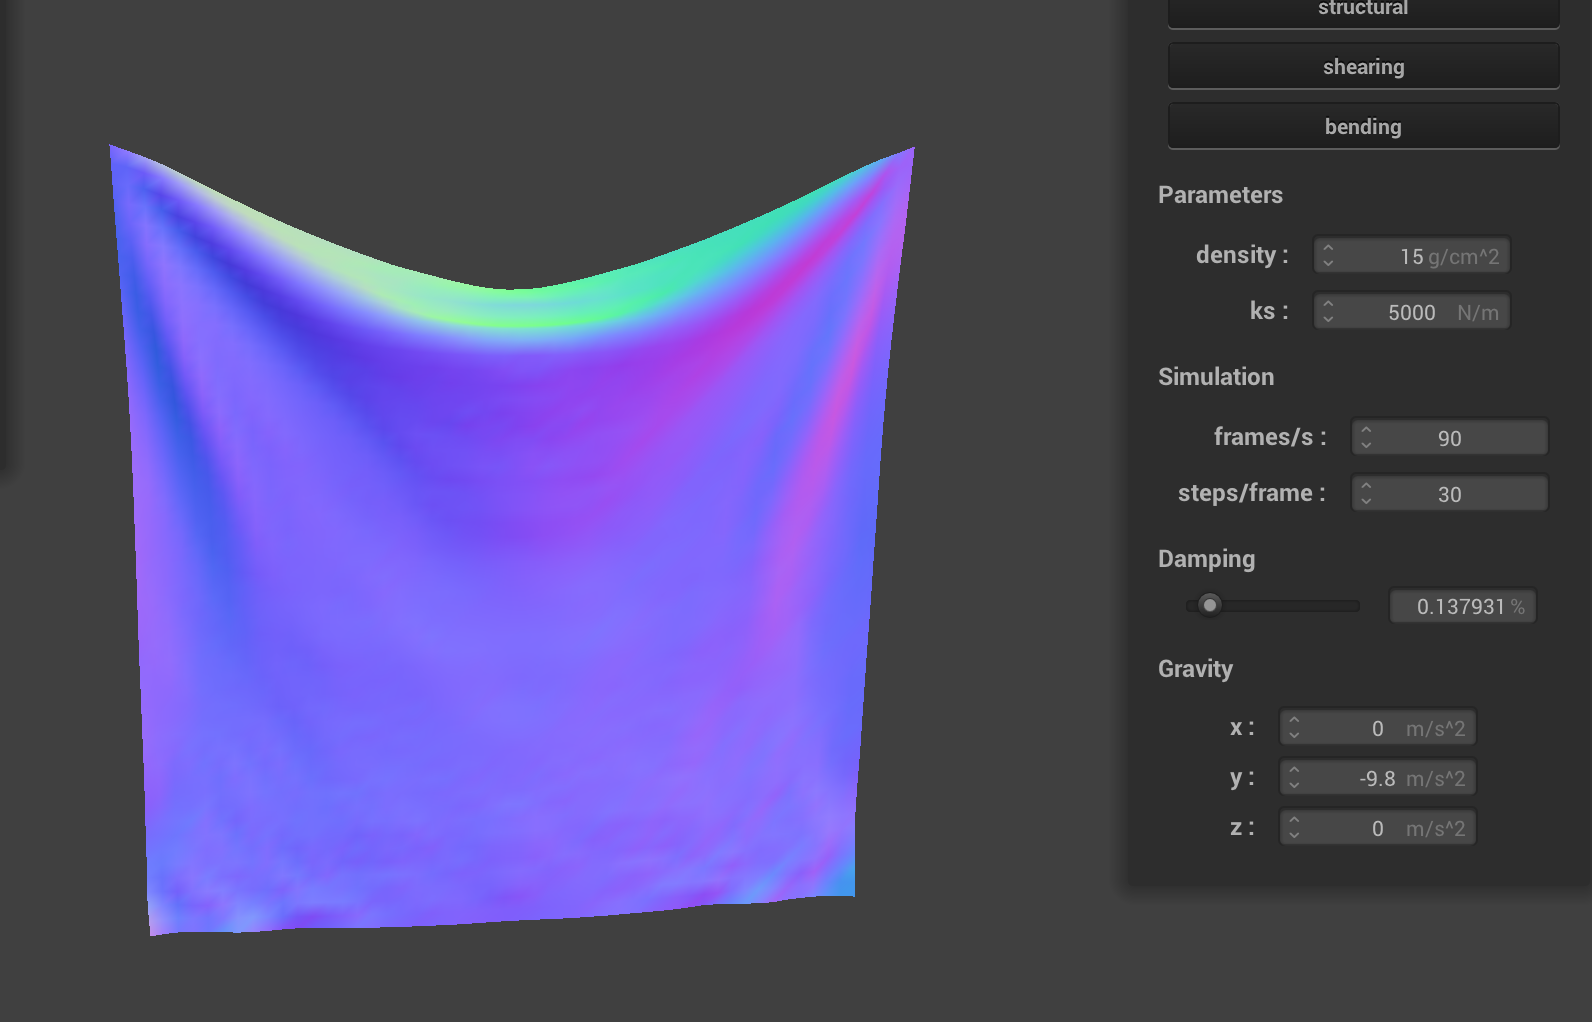 structural
shearing
bending
Parameters
density : 15 g/cm^2
ks : 5000 N/m
Simulation
frames/s : 90
steps/frame : 30
Damping
0.137931 %
Gravity
x : 0 m/s^2
y : -9.8 m/s^2
z : 0 m/s^2